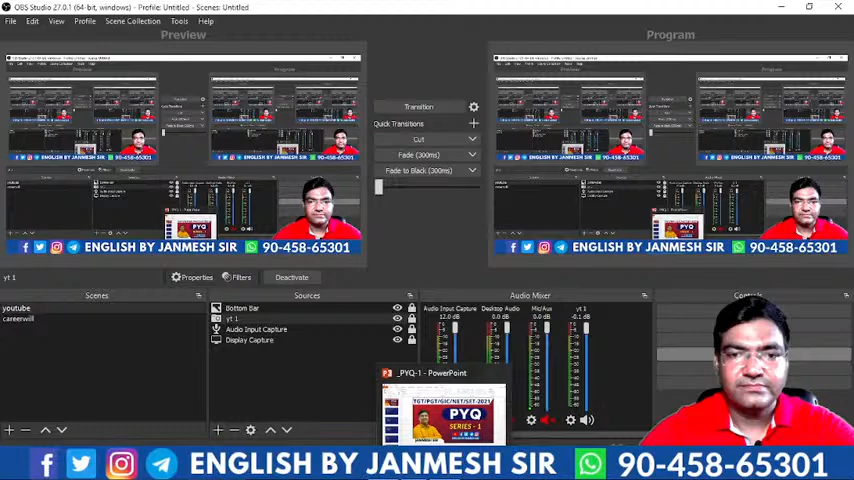 OBS Studio 27.0.1 (64-bit, windows) - Profile: Untitled - Scenes: Untitled
File Edit View Profile Scene Collection Tools Help
Preview
Program
Transition
Quick Transitions
Cut
Fade (300ms)
Fade to Black (300ms)
ENGLISH BY JANMESH SIR 90-458-65301
ENGLISH BY JANMESH SIR 90-458-65301
yt 1
Properties
Filters
Deactivate
Scenes
Sources
Audio Mixer
youtube
careerwill
Bottom Bar
yt 1
Audio Input Capture
Display Capture
Audio Input Capture
12.0 dB
Desktop Audio
0.0 dB
Mic/Aux
0.0 dB
yt 1
-0.1 dB
_PYQ-1 - PowerPoint
TGT/PGT/GIC/NET/SET-2021
PYQ
SERIES - 1
ENGLISH BY JANMESH SIR 90-458-65301